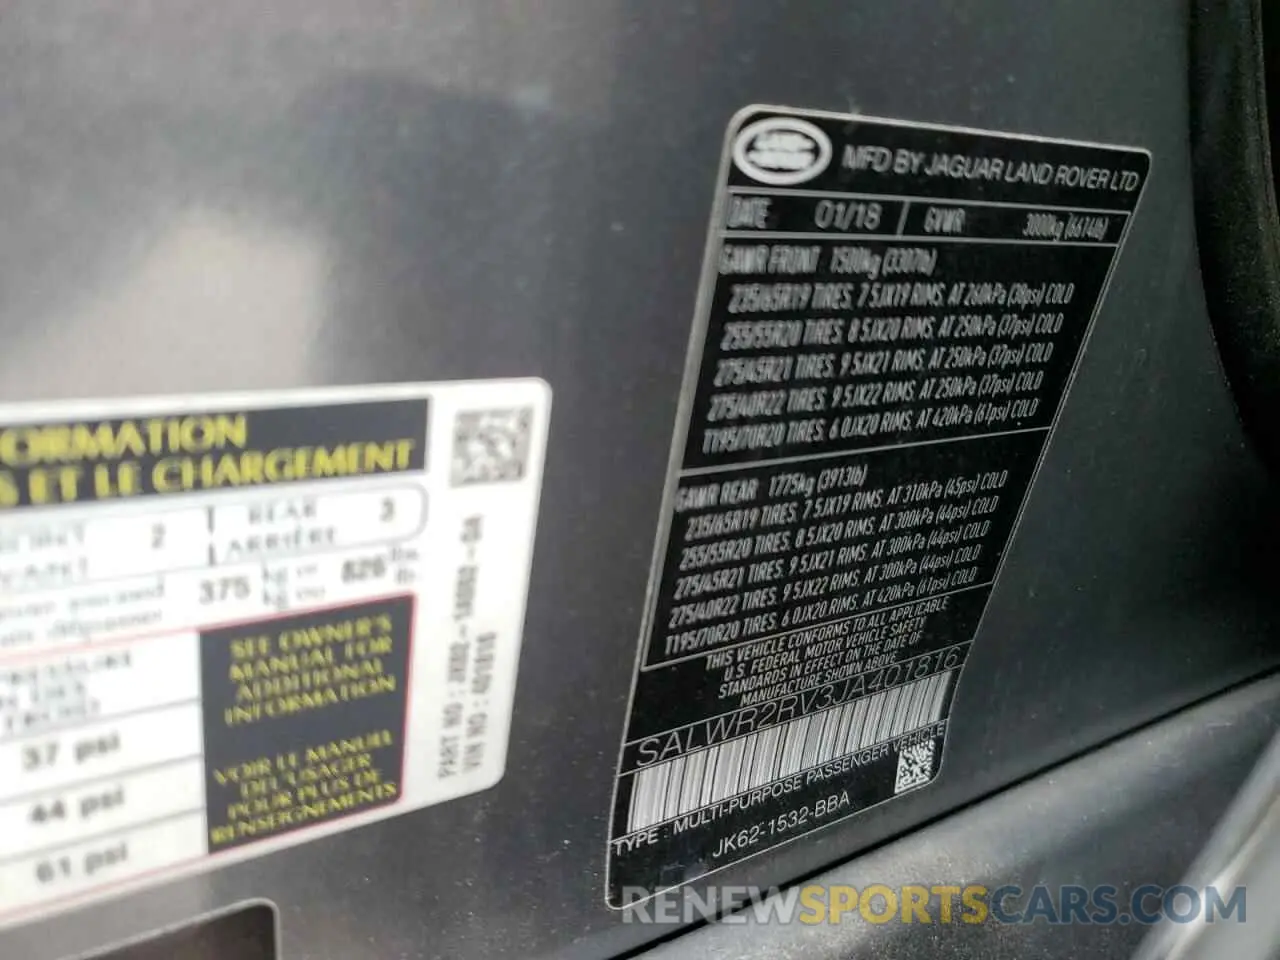 FORMATION
S ET LE CHARGEMENT
2
REAR
ARRIÈRE
3
375
kg
826
lb
37 psi
44 psi
61 psi
SEE OWNER'S
MANUAL FOR
ADDITIONAL
INFORMATION
VOIR LE MANUEL
DE L'USAGER
POUR PLUS DE
RENSEIGNEMENTS
VIN NO : 401816
MFD BY JAGUAR LAND ROVER LTD
DATE 01/18 GVWR 3000kg (6614lb)
GAWR FRONT 1500kg (3307lb)
235/65R19 TIRES, 7.5JX19 RIMS, AT 260kPa (38psi) COLD
255/55R20 TIRES, 8.5JX20 RIMS, AT 250kPa (37psi) COLD
275/45R21 TIRES, 9.5JX21 RIMS, AT 250kPa (37psi) COLD
275/40R22 TIRES, 9.5JX22 RIMS, AT 250kPa (37psi) COLD
T195/70R20 TIRES, 6.0JX20 RIMS, AT 420kPa (61psi) COLD
GAWR REAR 1775kg (3913lb)
235/65R19 TIRES, 7.5JX19 RIMS, AT 310kPa (45psi) COLD
255/55R20 TIRES, 8.5JX20 RIMS, AT 300kPa (44psi) COLD
275/45R21 TIRES, 9.5JX21 RIMS, AT 300kPa (44psi) COLD
275/40R22 TIRES, 9.5JX22 RIMS, AT 300kPa (44psi) COLD
T195/70R20 TIRES, 6.0JX20 RIMS, AT 420kPa (61psi) COLD
THIS VEHICLE CONFORMS TO ALL APPLICABLE
U.S. FEDERAL MOTOR VEHICLE SAFETY
STANDARDS IN EFFECT ON THE DATE OF
MANUFACTURE SHOWN ABOVE
SALWR2RV3JA401816
TYPE : MULTI-PURPOSE PASSENGER VEHICLE
JK62-1532-BBA
RENEWSPORTSCARS.COM